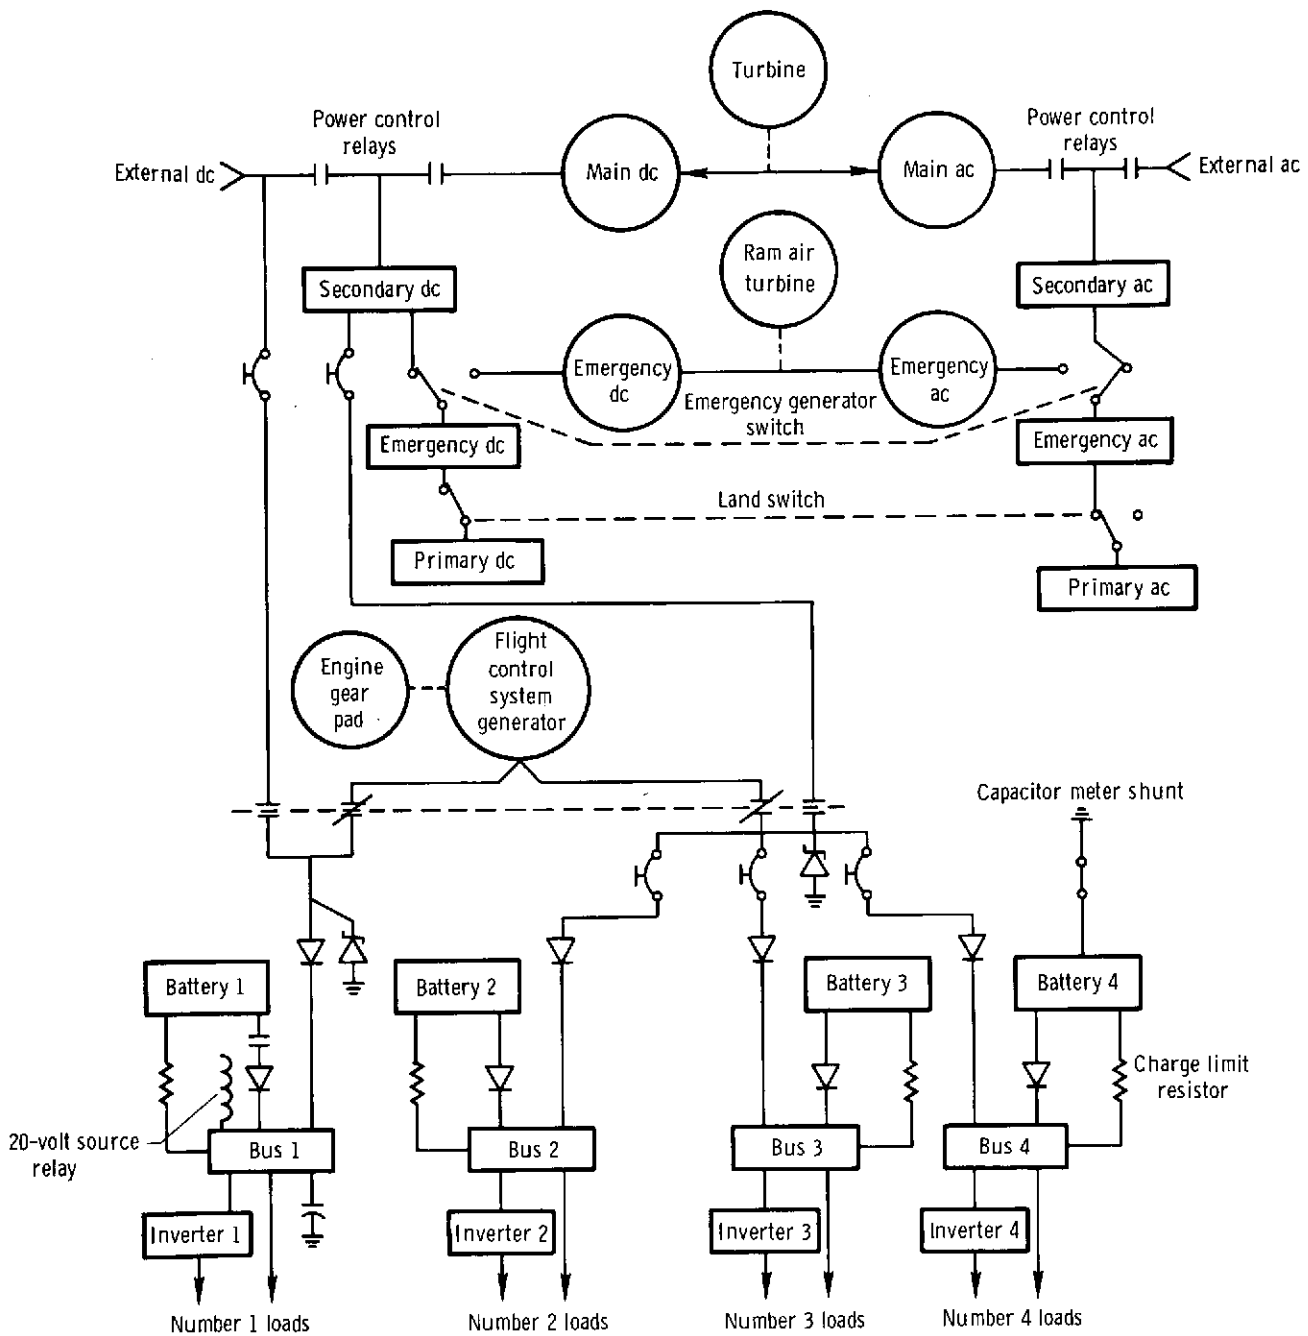 Turbine
Power control
relays
Power control
relays
External dc
Main dc
Main ac
External ac
Ram air
turbine
Secondary dc
Secondary ac
Emergency
dc
Emergency
ac
Emergency generator
switch
Emergency dc
Emergency ac
Land switch
Primary dc
Primary ac
Engine
gear
pad
Flight
control
system
generator
Capacitor meter shunt
Battery 1
Battery 2
Battery 3
Battery 4
Charge limit
resistor
20-volt source
relay
Bus 1
Bus 2
Bus 3
Bus 4
Inverter 1
Inverter 2
Inverter 3
Inverter 4
Number 1 loads
Number 2 loads
Number 3 loads
Number 4 loads